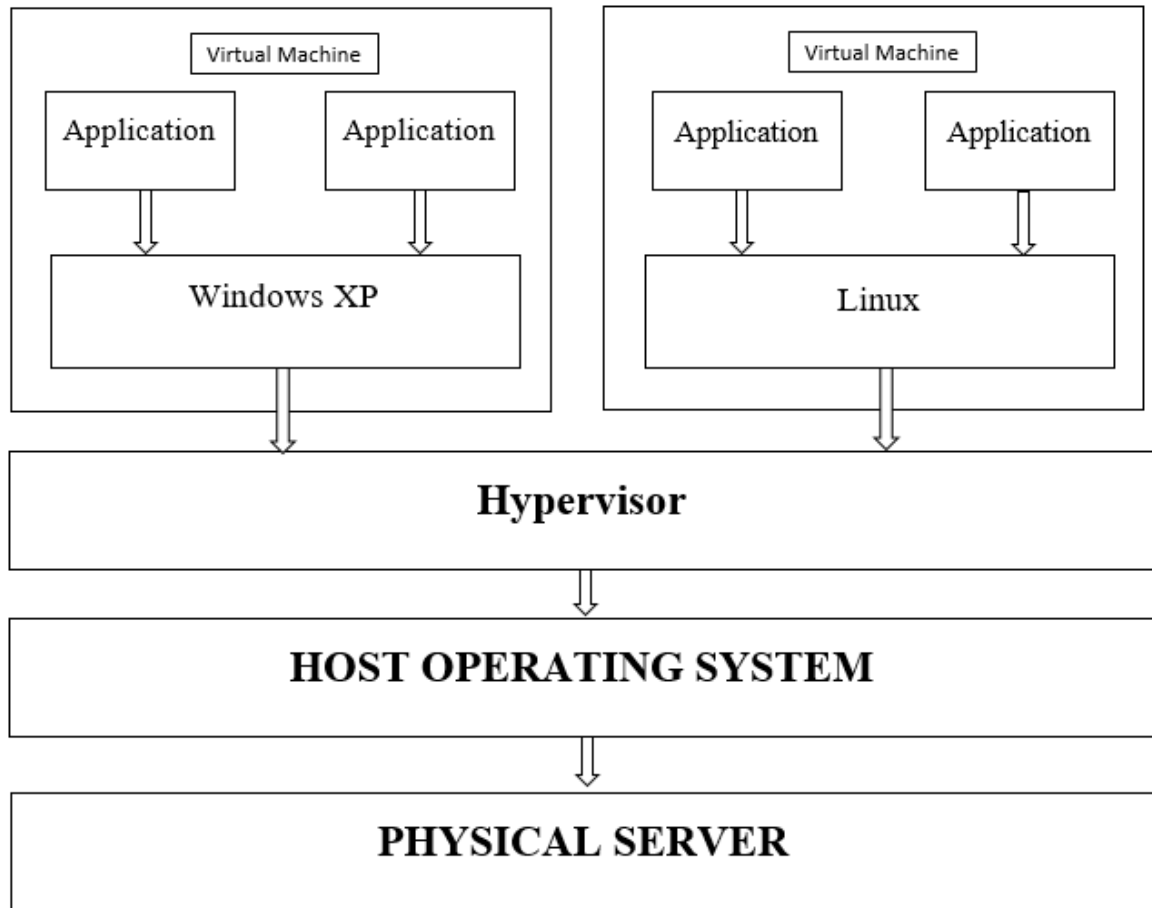 Virtual Machine
Application
Application
Windows XP
Virtual Machine
Application
Application
Linux
Hypervisor
HOST OPERATING SYSTEM
PHYSICAL SERVER